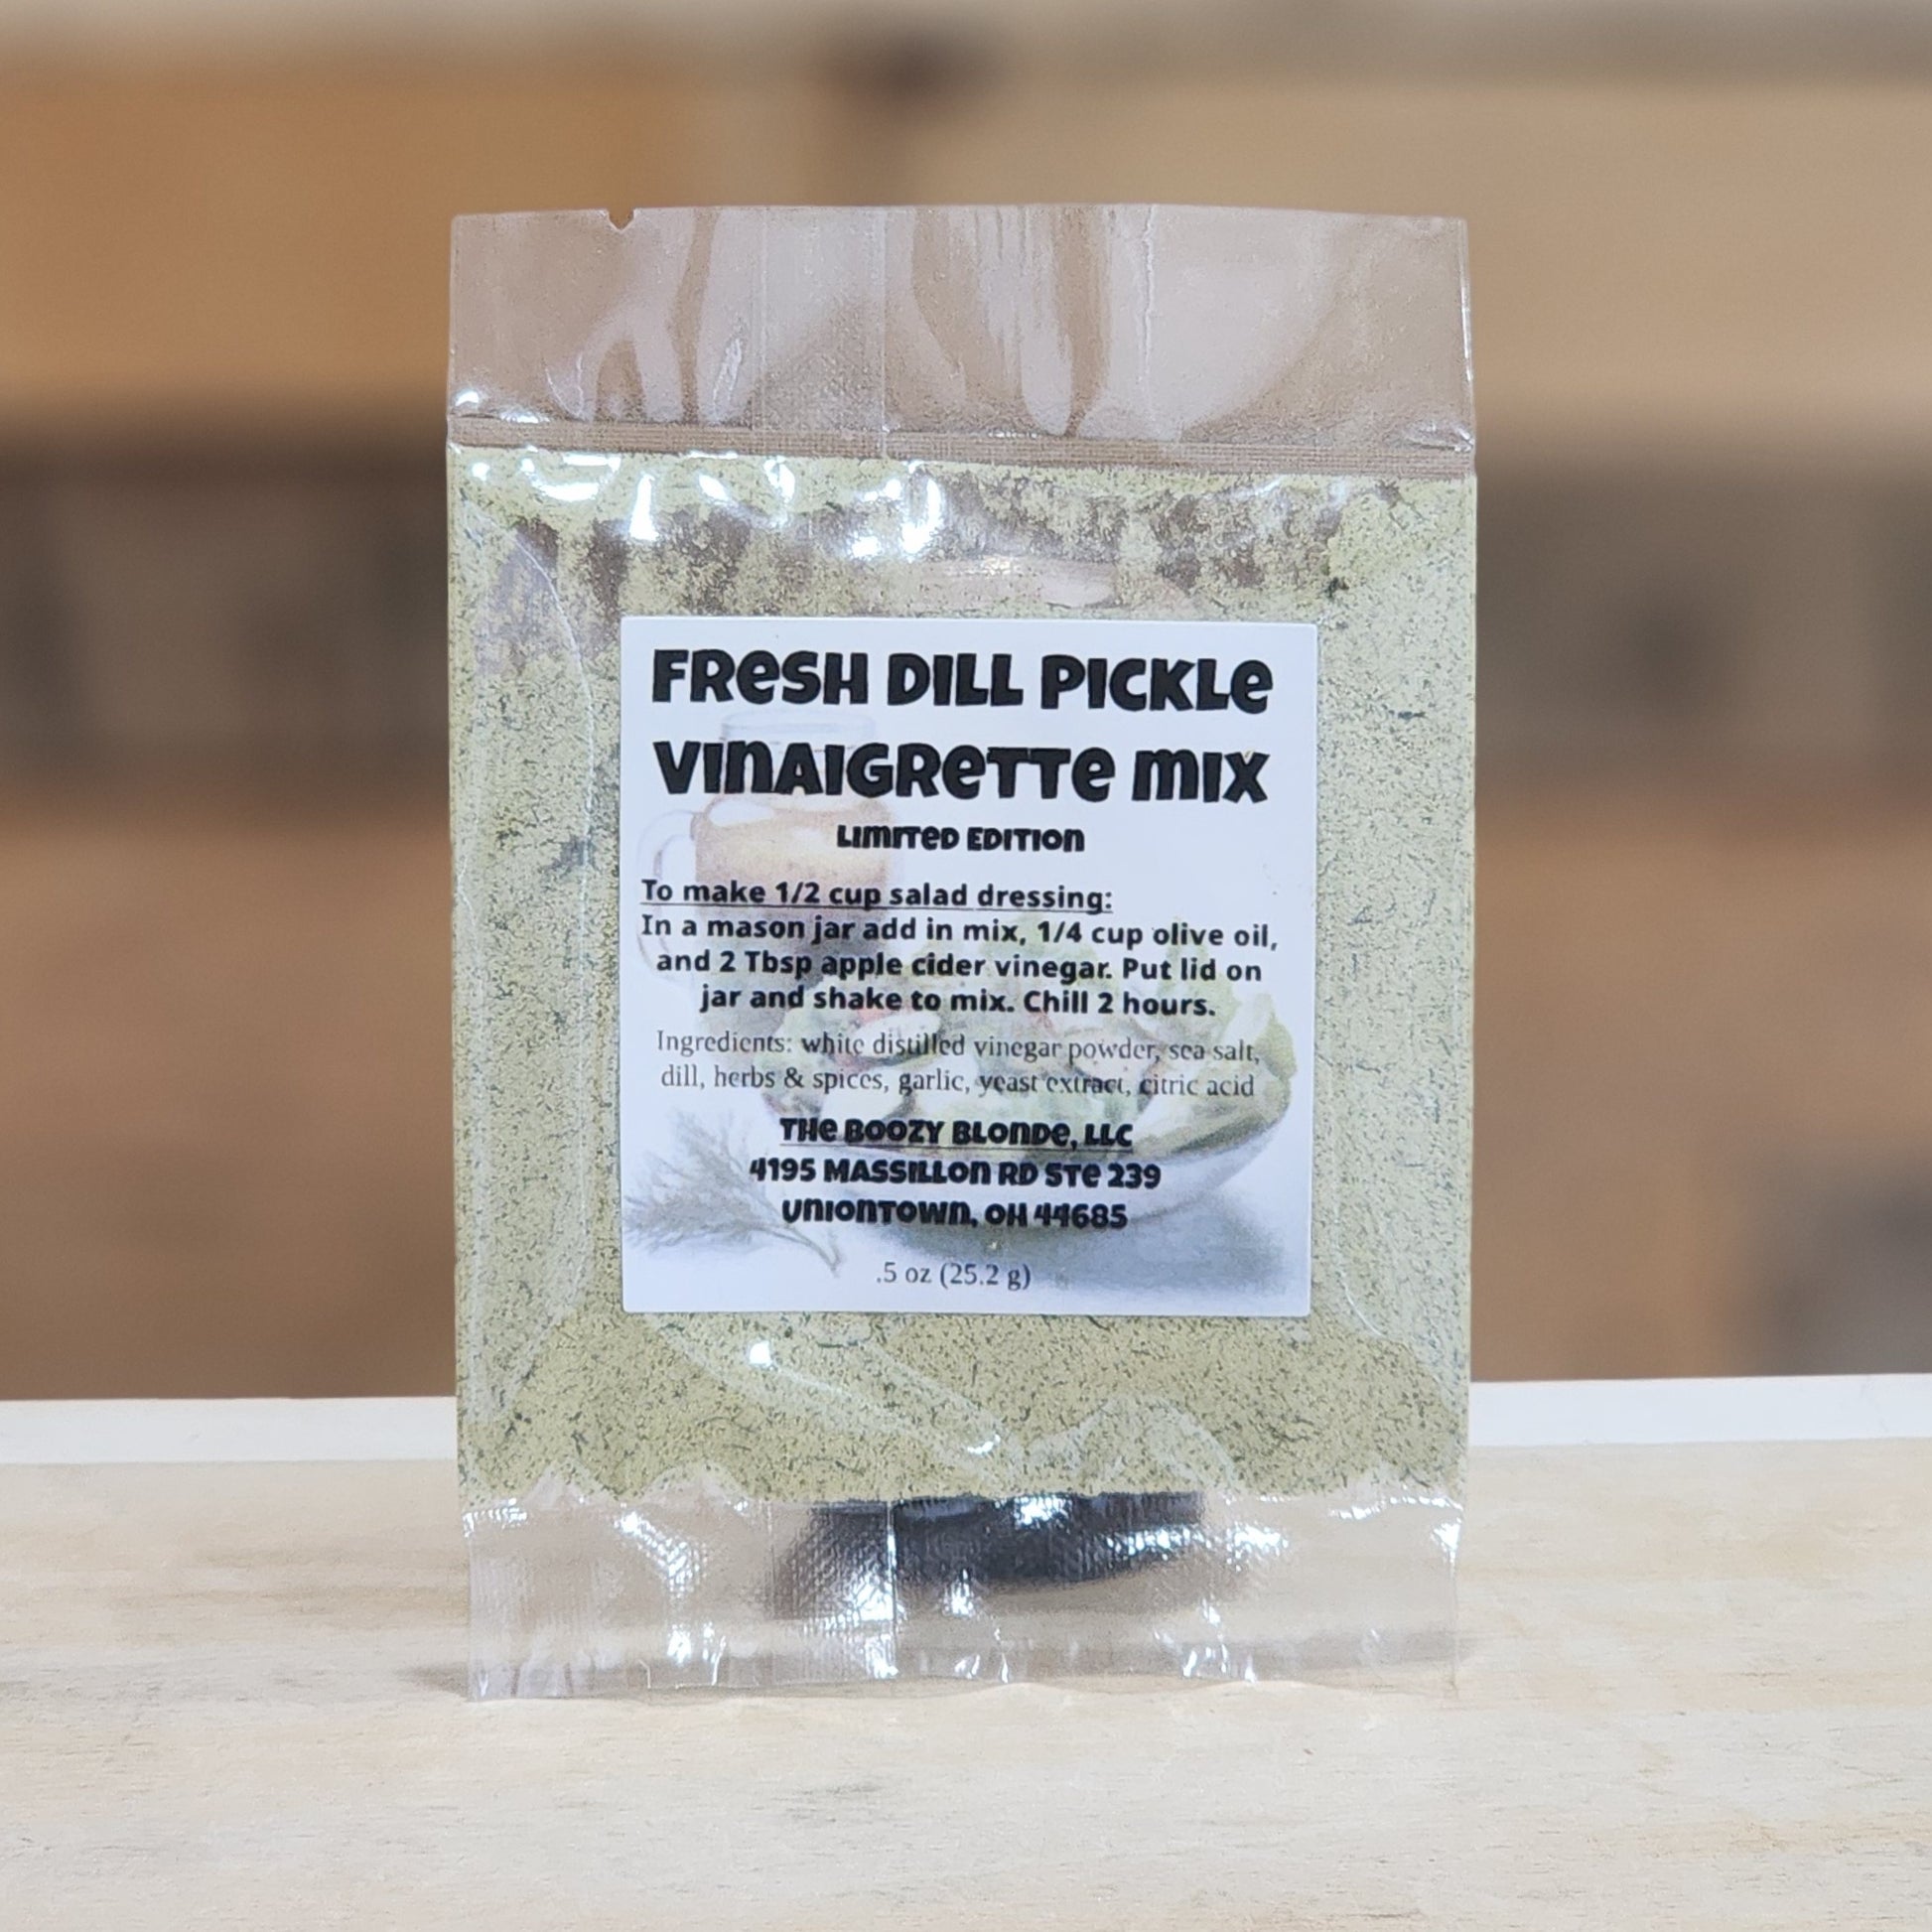 FRESH DILL PICKLE
VINAIGRETTE MIX
LIMITED EDITION
To make 1/2 cup salad dressing:
In a mason jar add in mix, 1/4 cup olive oil,
and 2 Tbsp apple cider vinegar. Put lid on
jar and shake to mix. Chill 2 hours.
Ingredients: white distilled vinegar powder, sea salt,
dill, herbs & spices, garlic, yeast extract, citric acid
THE BOOZY BLONDE, LLC
4195 MASSILLON RD STE 239
UNIONTOWN, OH 44685
.5 oz (25.2 g)